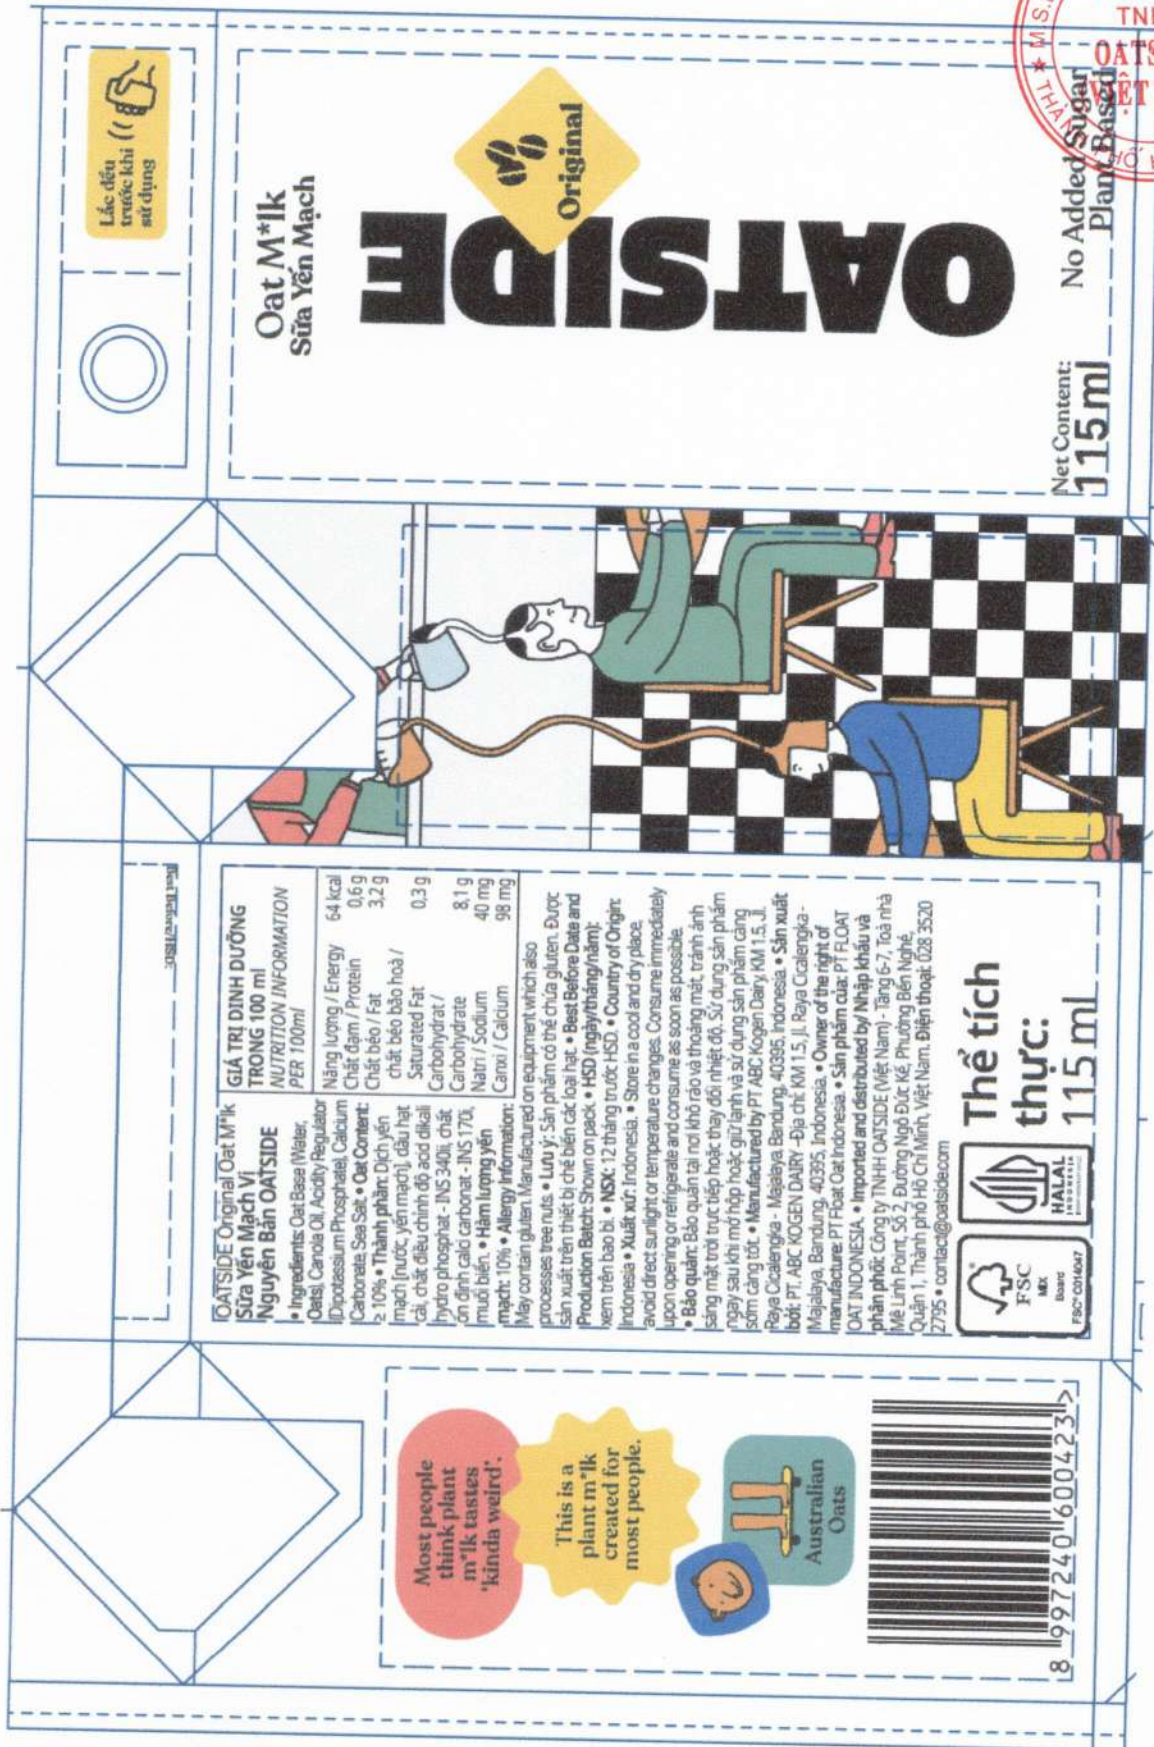 Lắc đều
trước khi
sử dụng
Oat M*lk
Sữa Yến Mạch
OATSIDE
Original
No Added Sugar
Plant Based
Net Content:
115 ml
OATS
VIỆT
Best Before/HSD:
OATSIDE Original Oat M*lk
Sữa Yến Mạch Vị
Nguyên Bản OATSIDE
• Ingredients: Oat Base (Water,
Oats), Canola Oil, Acidity Regulator
(Dipotassium Phosphate), Calcium
Carbonate, Sea Salt. • Oat Content:
≥ 10% • Thành phần: Dịch yến
mạch [nước, yến mạch], dầu hạt
cải, chất điều chỉnh độ acid dikali
hydro phosphat - INS 340ii, chất
ổn định calci carbonat - INS 170i,
muối biển. • Hàm lượng yến
mạch: 10% • Allergy Information:
May contain gluten. Manufactured on equipment which also
processes tree nuts. • Lưu ý: Sản phẩm có thể chứa gluten. Được
sản xuất trên thiết bị chế biến các loại hạt. • Best Before Date and
Production Batch: Shown on pack. • HSD (ngày/tháng/năm):
xem trên bao bì. • NSX: 12 tháng trước HSD. • Country of Origin:
Indonesia • Xuất xứ: Indonesia. • Store in a cool and dry place,
avoid direct sunlight or temperature changes. Consume immediately
upon opening or refrigerate and consume as soon as possible.
• Bảo quản: Bảo quản tại nơi khô ráo và thoáng mát, tránh ánh
sáng mặt trời trực tiếp hoặc thay đổi nhiệt độ. Sử dụng sản phẩm
ngay sau khi mở hộp hoặc giữ lạnh và sử dụng sản phẩm càng
sớm càng tốt. • Manufactured by PT ABC Kogen Dairy, KM 1.5, Jl.
Raya Cicalengka - Majalaya, Bandung, 40395, Indonesia. • Sản xuất
bởi: PT. ABC KOGEN DAIRY –Địa chỉ: KM 1.5, Jl. Raya Cicalengka -
Majalaya, Bandung, 40395, Indonesia. • Owner of the right of
manufacture: PT Float Oat Indonesia. • Sản phẩm của: PT FLOAT
OAT INDONESIA. • Imported and distributed by/ Nhập khẩu và
phân phối: Công ty TNHH OATSIDE (Việt Nam) - Tầng 6-7, Toà nhà
Mê Linh Point, Số 2, Đường Ngô Đức Kế, Phường Bến Nghé,
Quận 1, Thành phố Hồ Chí Minh, Việt Nam. Điện thoại: 028 3520
2795 • contact@oatside.com
GIÁ TRỊ DINH DƯỠNG
TRONG 100 ml
NUTRITION INFORMATION
PER 100ml
Năng lượng / Energy 64 kcal
Chất đạm / Protein 0,6 g
Chất béo / Fat 3,2 g
chất béo bão hoà /
Saturated Fat 0,3 g
Carbohydrat /
Carbohydrate 8,1 g
Natri / Sodium 40 mg
Canxi / Calcium 98 mg
FSC
MIX
Board
FSC® C014047
HALAL
INDONESIA
Thể tích
thực:
115 ml
Most people
think plant
m*lk tastes
'kinda weird'.
This is a
plant m*lk
created for
most people.
Australian
Oats
8 997240 600423 >